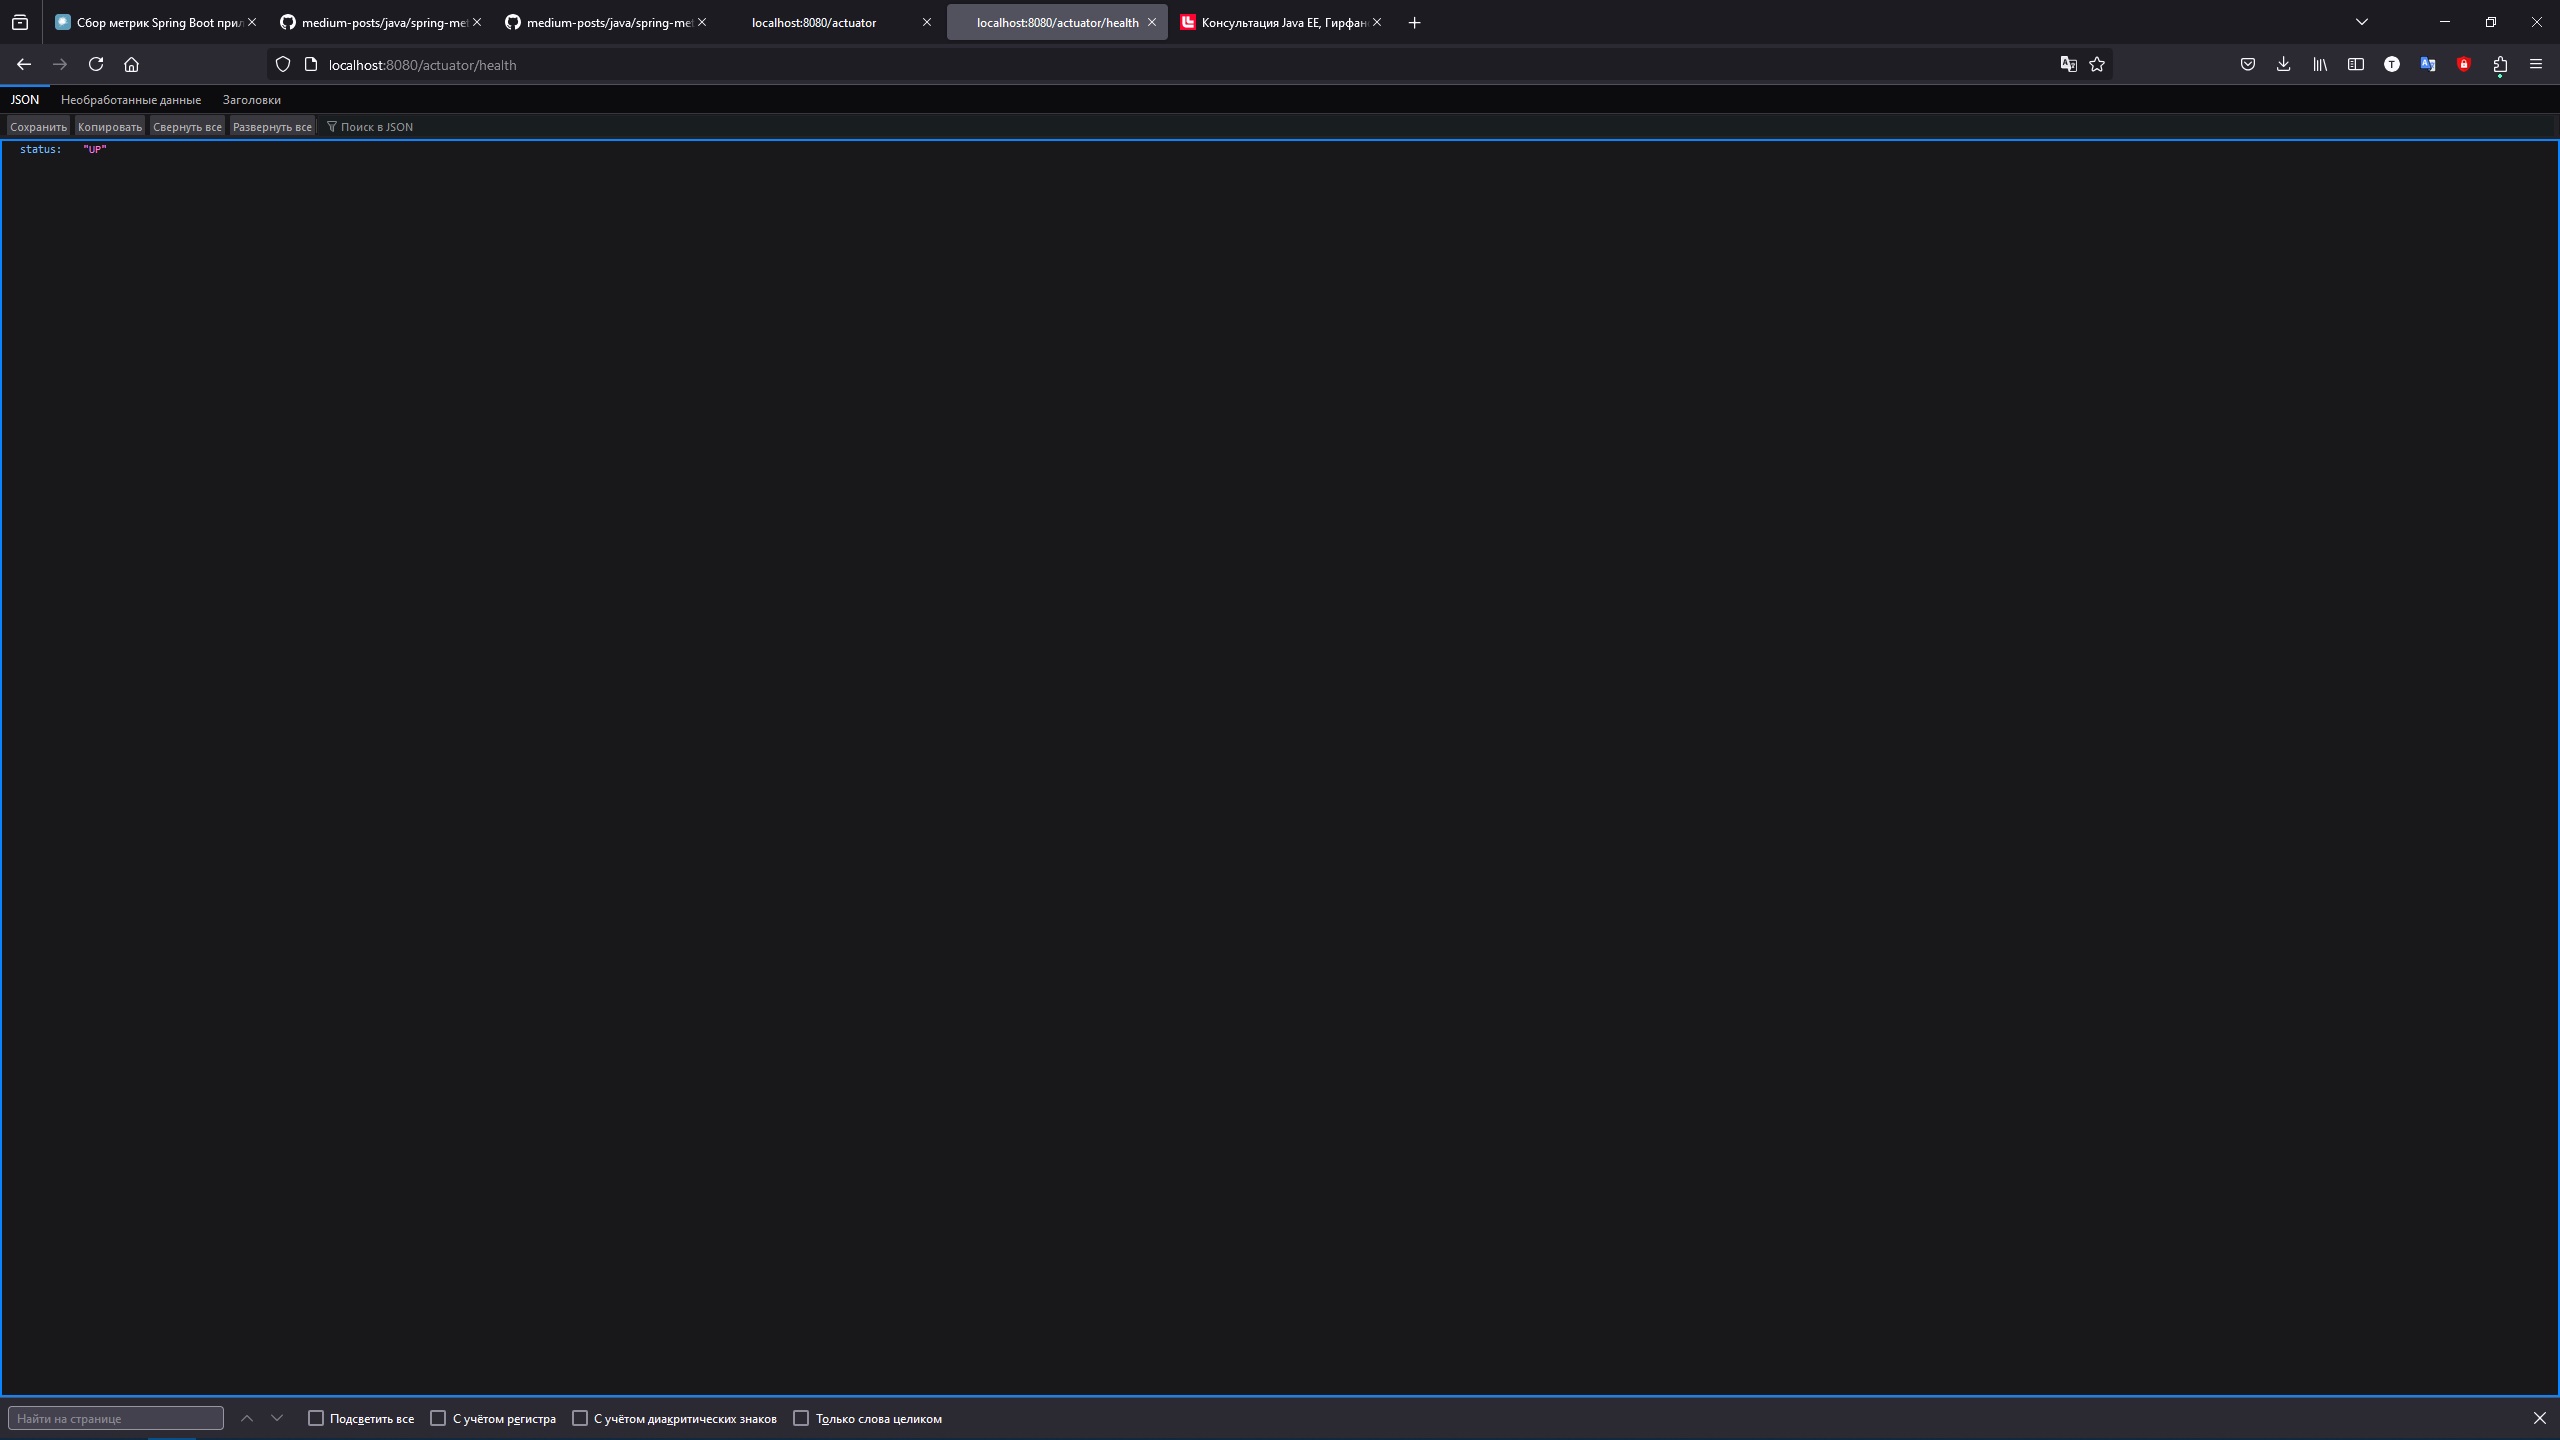 Сбор метрик Spring Boot прил
medium-posts/java/spring-met
medium-posts/java/spring-met
localhost:8080/actuator
localhost:8080/actuator/health
Консультация Java EE, Гирфан
localhost:8080/actuator/health
JSON Необработанные данные Заголовки
Сохранить Копировать Свернуть все Развернуть все Поиск в JSON
status: "UP"
Найти на странице Подсветить все С учётом регистра С учётом диакритических знаков Только слова целиком